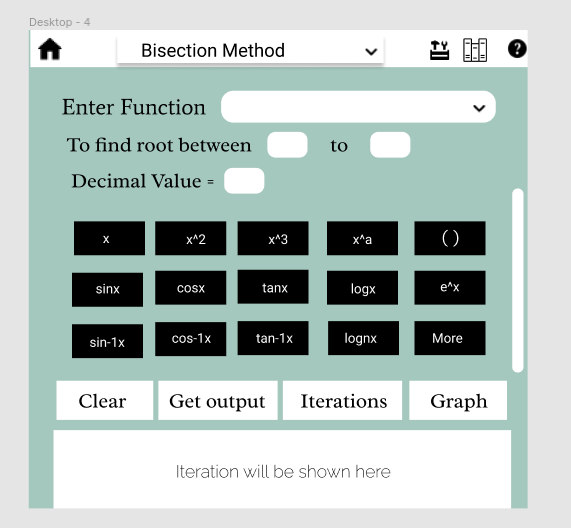 Desktop - 4
Bisection Method
?
Enter Function
To find root between to
Decimal Value =
x x^2 x^3 x^a ( )
sinx cosx tanx logx e^x
sin-1x cos-1x tan-1x lognx More
Clear Get output Iterations Graph
Iteration will be shown here